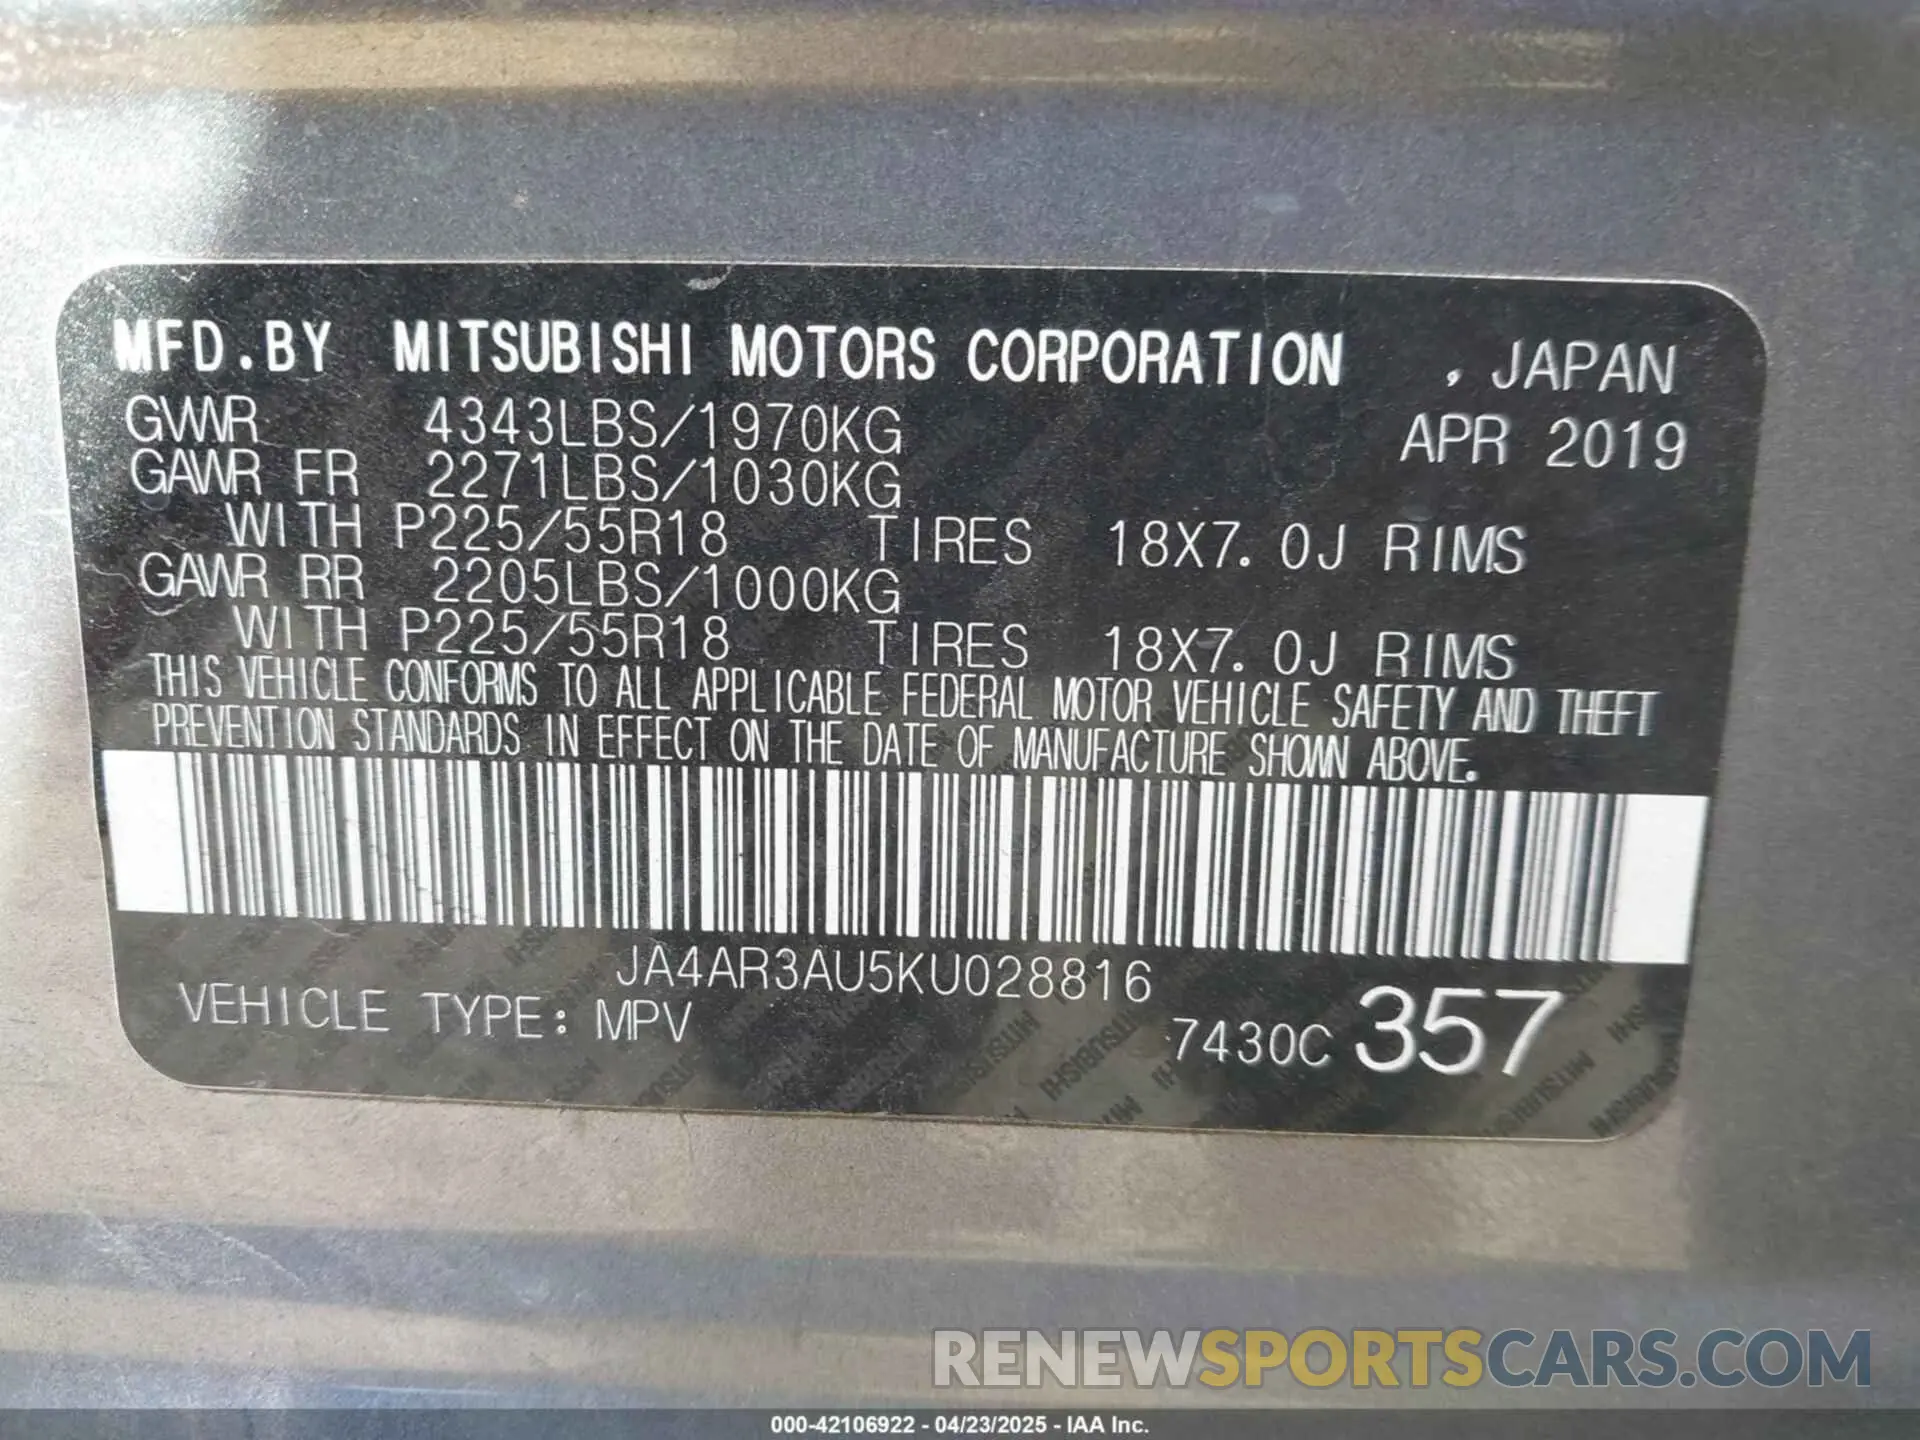 MFD.BY MITSUBISHI MOTORS CORPORATION , JAPAN
GVWR 4343LBS/1970KG APR 2019
GAWR FR 2271LBS/1030KG
WITH P225/55R18 TIRES 18X7.0J RIMS
GAWR RR 2205LBS/1000KG
WITH P225/55R18 TIRES 18X7.0J RIMS
THIS VEHICLE CONFORMS TO ALL APPLICABLE FEDERAL MOTOR VEHICLE SAFETY AND THEFT
PREVENTION STANDARDS IN EFFECT ON THE DATE OF MANUFACTURE SHOWN ABOVE.
JA4AR3AU5KU028816
VEHICLE TYPE: MPV 7430C 357
RENEWSPORTSCARS.COM
000-42106922 - 04/23/2025 - IAA Inc.